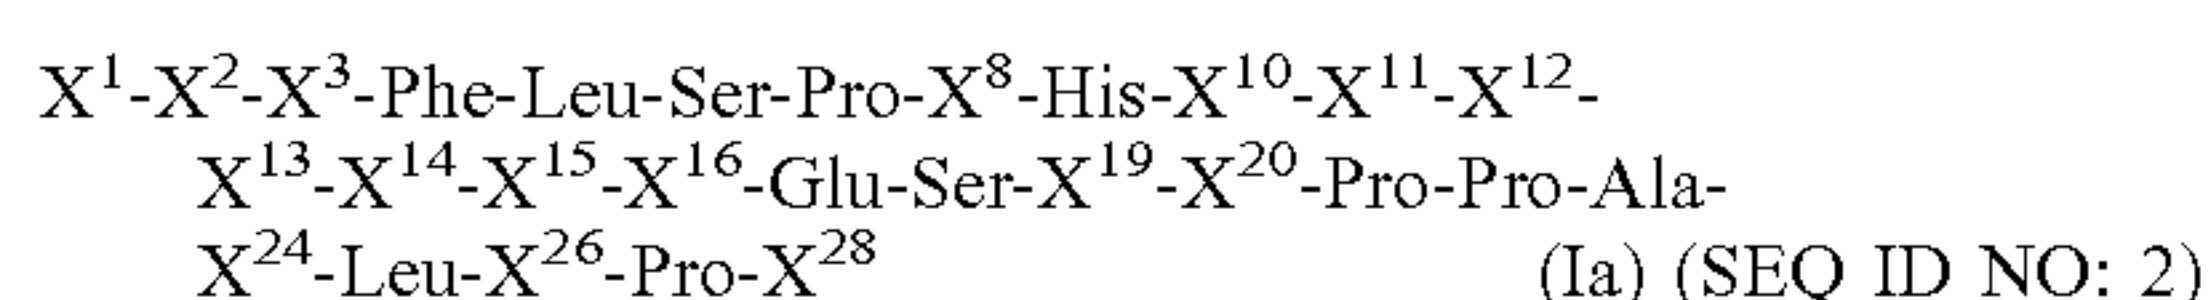 X¹-X²-X³-Phe-Leu-Ser-Pro-X⁸-His-X¹⁰-X¹¹-X¹²-
X¹³-X¹⁴-X¹⁵-X¹⁶-Glu-Ser-X¹⁹-X²⁰-Pro-Pro-Ala-
X²⁴-Leu-X²⁶-Pro-X²⁸ (Ia) (SEQ ID NO: 2)